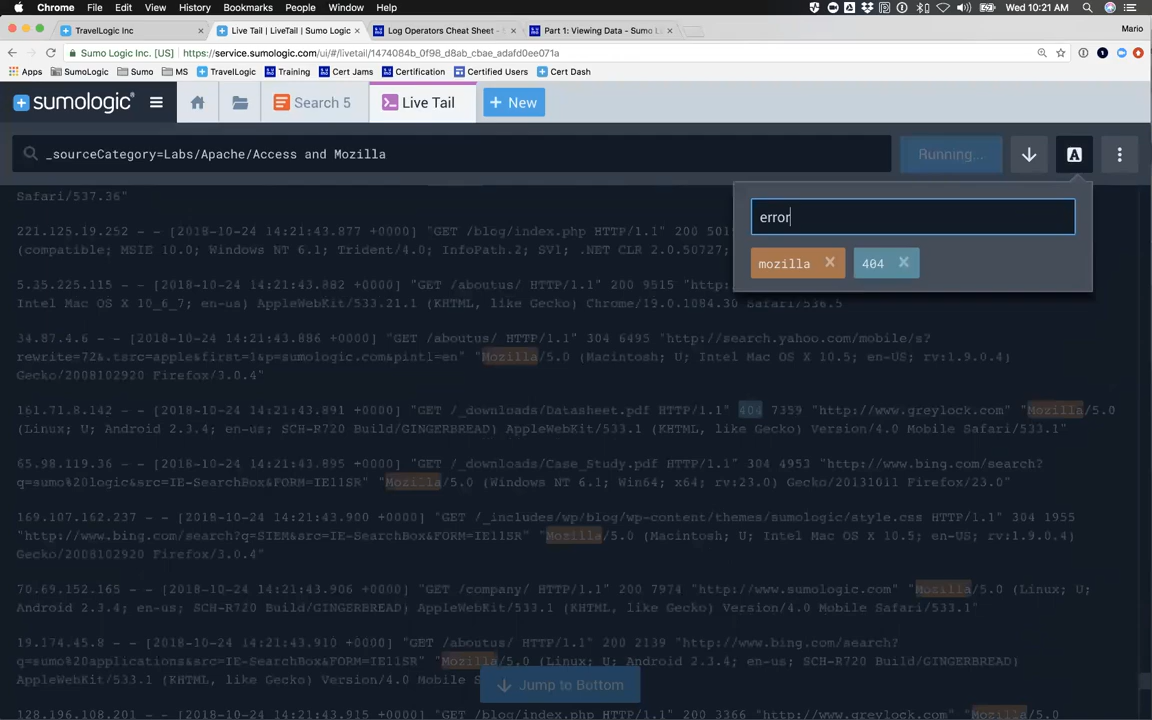 Chrome File Edit View History Bookmarks People Window Help Wed 10:21 AM
TravelLogic Inc Live Tail | LiveTail | Sumo Logic Log Operators Cheat Sheet - Part 1: Viewing Data - Sumo L Mario
Sumo Logic Inc. [US] https://service.sumologic.com/ui/#/livetail/1474084b_0f98_d8ab_cbae_adafd0ee071a
Apps SumoLogic Sumo MS TravelLogic Training Cert Jams Certification Certified Users Cert Dash
sumologic Search 5 Live Tail + New
_sourceCategory=Labs/Apache/Access and Mozilla Running... A
error
mozilla × 404 ×
Safari/537.36"
221.125.19.252 - - [2018-10-24 14:21:43.877 +0000] "GET /blog/index.php HTTP/1.1" 200
(compatible; MSIE 10.0; Windows NT 6.1; Trident/4.0; InfoPath.2; SV1; .NET CLR 2.0.50727;
5.35.225.115 - - [2018-10-24 14:21:43.882 +0000] "GET /aboutus/ HTTP/1.1" 200 9515
Intel Mac OS X 10_6_7; en-us) AppleWebKit/533.21.1 (KHTML, like Gecko) Chrome/19.0.1084.30 Safari/536.5
34.87.4.6 - - [2018-10-24 14:21:43.886 +0000] "GET /aboutus/ HTTP/1.1" 304 6495 "http://search.yahoo.com/mobile/s?
rewrite=72&.tsrc=apple&first=1&p=sumologic.com&pintl=en" "Mozilla/5.0 (Macintosh; U; Intel Mac OS X 10.5; en-US; rv:1.9.0.4)
Gecko/2008102920 Firefox/3.0.4"
161.71.8.142 - - [2018-10-24 14:21:43.891 +0000] "GET /_downloads/Datasheet.pdf HTTP/1.1" 404 7359 "http://www.greylock.com" "Mozilla/5.0
(Linux; U; Android 2.3.4; en-us; SCH-R720 Build/GINGERBREAD) AppleWebKit/533.1 (KHTML, like Gecko) Version/4.0 Mobile Safari/533.1"
65.98.119.36 - - [2018-10-24 14:21:43.895 +0000] "GET /_downloads/Case_Study.pdf HTTP/1.1" 304 4953 "http://www.bing.com/search?
q=sumo%20logic&src=IE-SearchBox&FORM=IE11SR" "Mozilla/5.0 (Windows NT 6.1; Win64; x64; rv:23.0) Gecko/20131011 Firefox/23.0"
169.107.162.237 - - [2018-10-24 14:21:43.900 +0000] "GET /_includes/wp/blog/wp-content/themes/sumologic/style.css HTTP/1.1" 304 1955
"http://www.bing.com/search?q=SIEM&src=IE-SearchBox&FORM=IE11SR" "Mozilla/5.0 (Macintosh; U; Intel Mac OS X 10.5; en-US; rv:1.9.0.4)
Gecko/2008102920 Firefox/3.0.4"
70.69.152.165 - - [2018-10-24 14:21:43.905 +0000] "GET /company/ HTTP/1.1" 200 7974 "http://www.sumologic.com" "Mozilla/5.0 (Linux; U;
Android 2.3.4; en-us; SCH-R720 Build/GINGERBREAD) AppleWebKit/533.1 (KHTML, like Gecko) Version/4.0 Mobile Safari/533.1"
19.174.45.8 - - [2018-10-24 14:21:43.910 +0000] "GET /aboutus/ HTTP/1.1" 200 2139 "http://www.bing.com/search?
q=sumo%20applications&src=IE-SearchBox&FORM=IE11SR" "Mozilla/5.0 (Linux; U; Android 2.3.4; en-us; SCH-R720 Build/GINGERBREAD)
AppleWebKit/533.1 (KHTML, like Gecko) Version/4.0 Mobile
Jump to Bottom
128.196.108.201 - - [2018-10-24 "GET /blog/index.php HTTP/1.1" 200 3366 "http://www.sumologic.com" "Mozilla/5.0